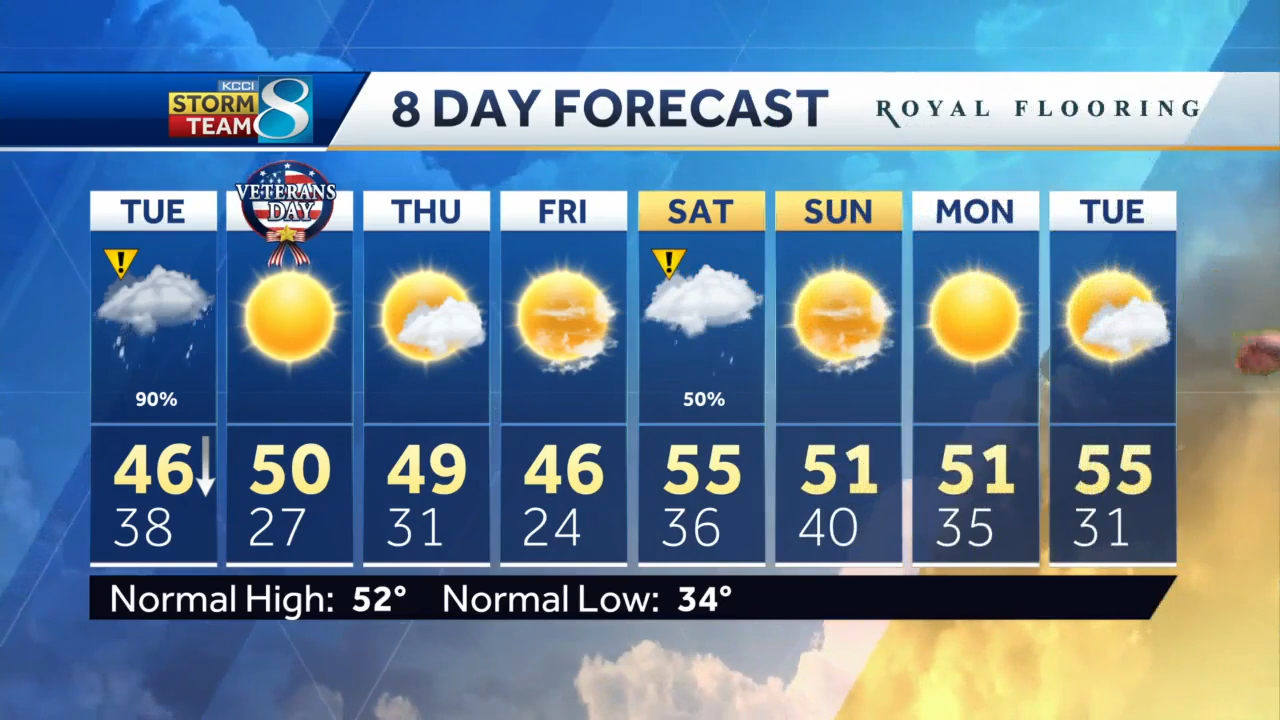 KCCI
STORM
TEAM
8
8 DAY FORECAST
ROYAL FLOORING
TUE
VETERANS
DAY
THU
FRI
SAT
SUN
MON
TUE
!
!
90%
50%
46 50 49 46 55 51 51 55
38 27 31 24 36 40 35 31
Normal High: 52° Normal Low: 34°